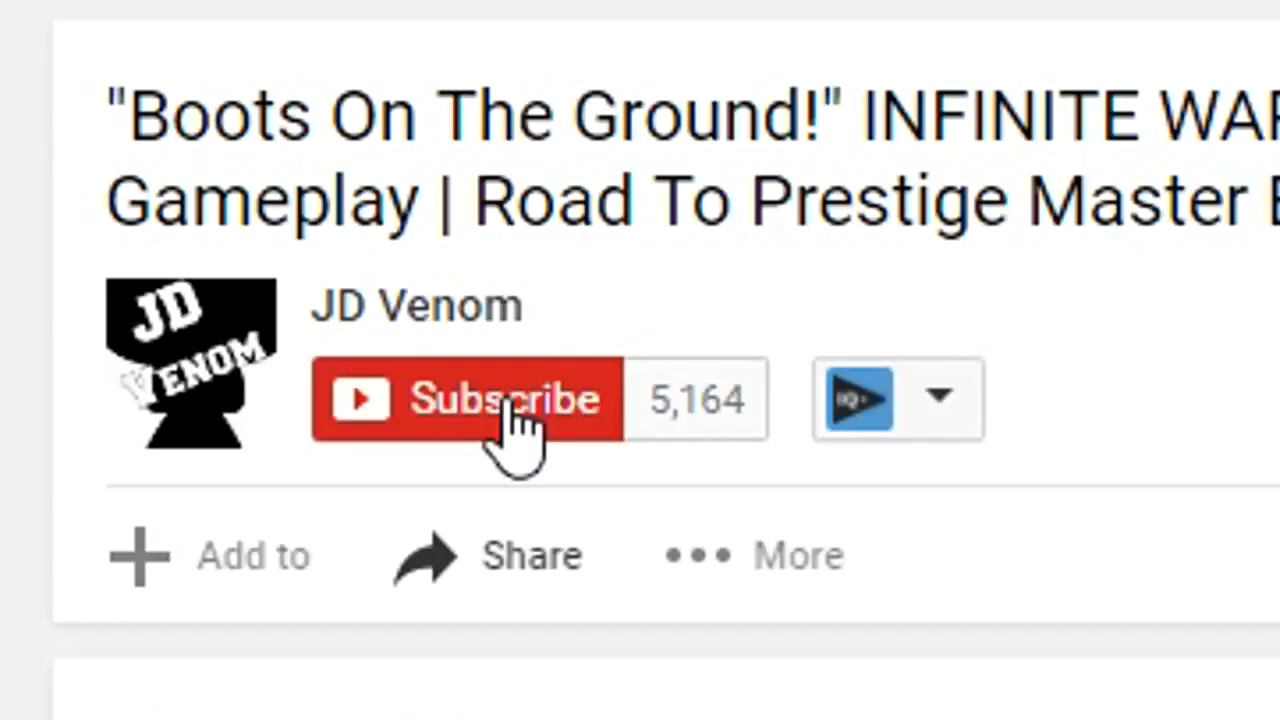 "Boots On The Ground!" INFINITE WAR
Gameplay | Road To Prestige Master
JD
VENOM
JD Venom
Subscribe
5,164
IQ+
Add to
Share
More